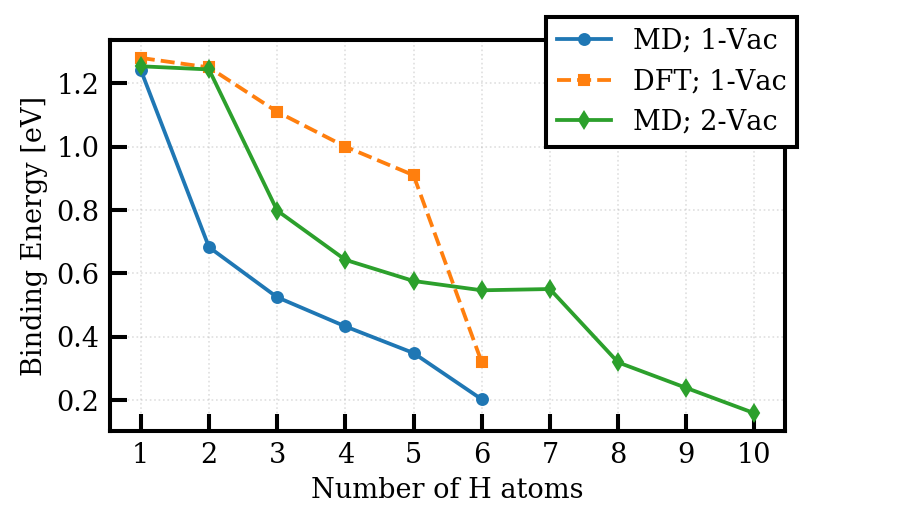 MD; 1-Vac
DFT; 1-Vac
MD; 2-Vac
Binding Energy [eV]
1.2
1.0
0.8
0.6
0.4
0.2
1 2 3 4 5 6 7 8 9 10
Number of H atoms